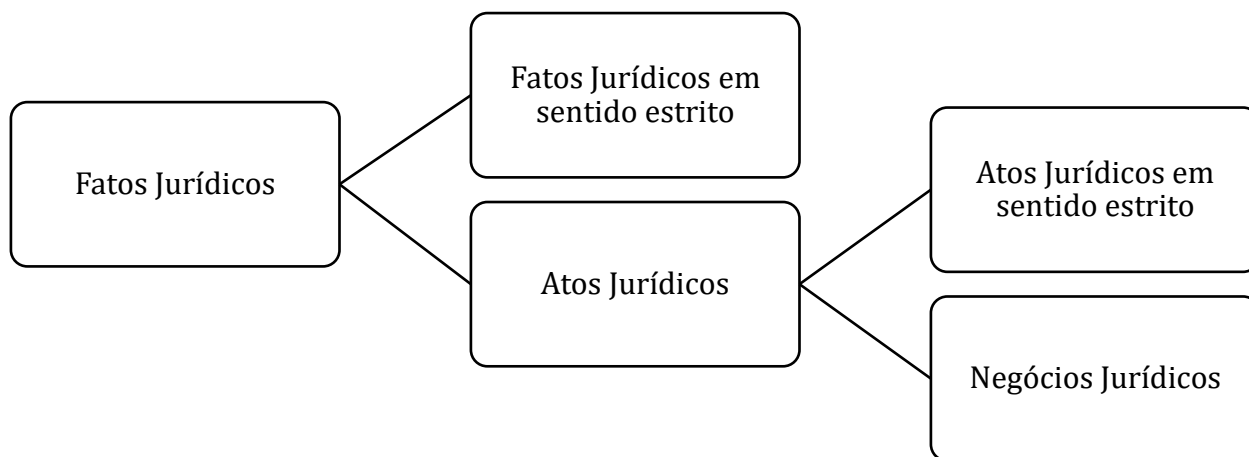 Fatos Jurídicos
Fatos Jurídicos em
sentido estrito
Atos Jurídicos
Atos Jurídicos em
sentido estrito
Negócios Jurídicos